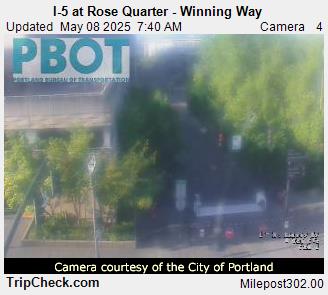 I-5 at Rose Quarter - Winning Way
Updated May 08 2025 7:40 AM Camera 4
PBOT
PORTLAND BUREAU OF TRANSPORTATION
Camera courtesy of the City of Portland
TripCheck.com Milepost302.00